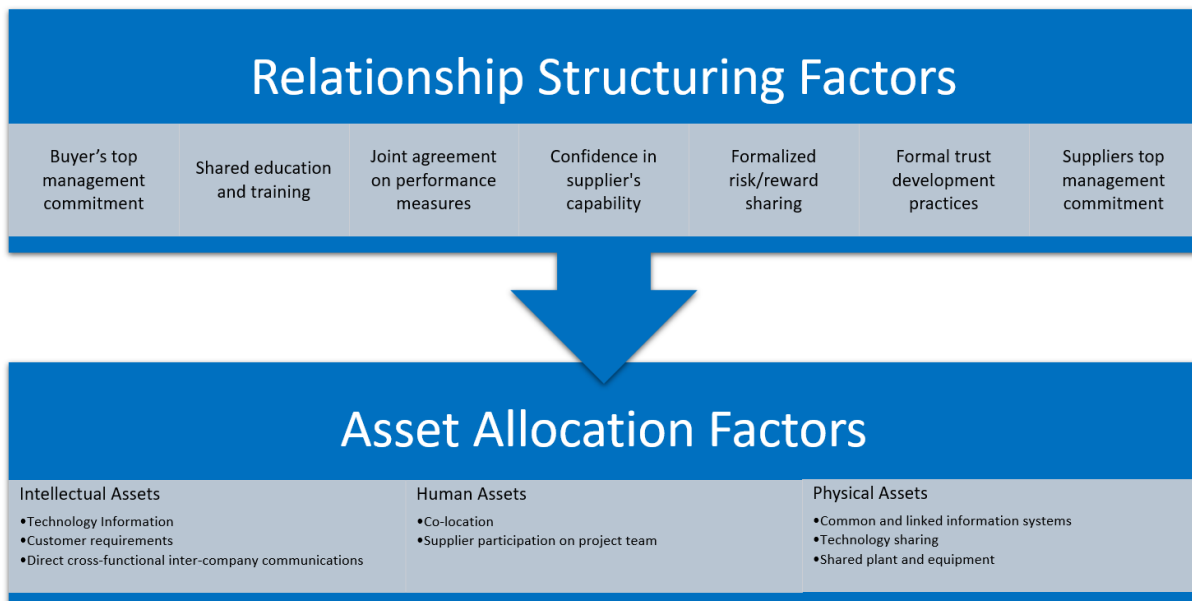 Relationship Structuring Factors
Buyer’s top
management
commitment
Shared education
and training
Joint agreement
on performance
measures
Confidence in
supplier's
capability
Formalized
risk/reward
sharing
Formal trust
development
practices
Suppliers top
management
commitment
Asset Allocation Factors
Intellectual Assets
•Technology Information
•Customer requirements
•Direct cross-functional inter-company communications
Human Assets
•Co-location
•Supplier participation on project team
Physical Assets
•Common and linked information systems
•Technology sharing
•Shared plant and equipment